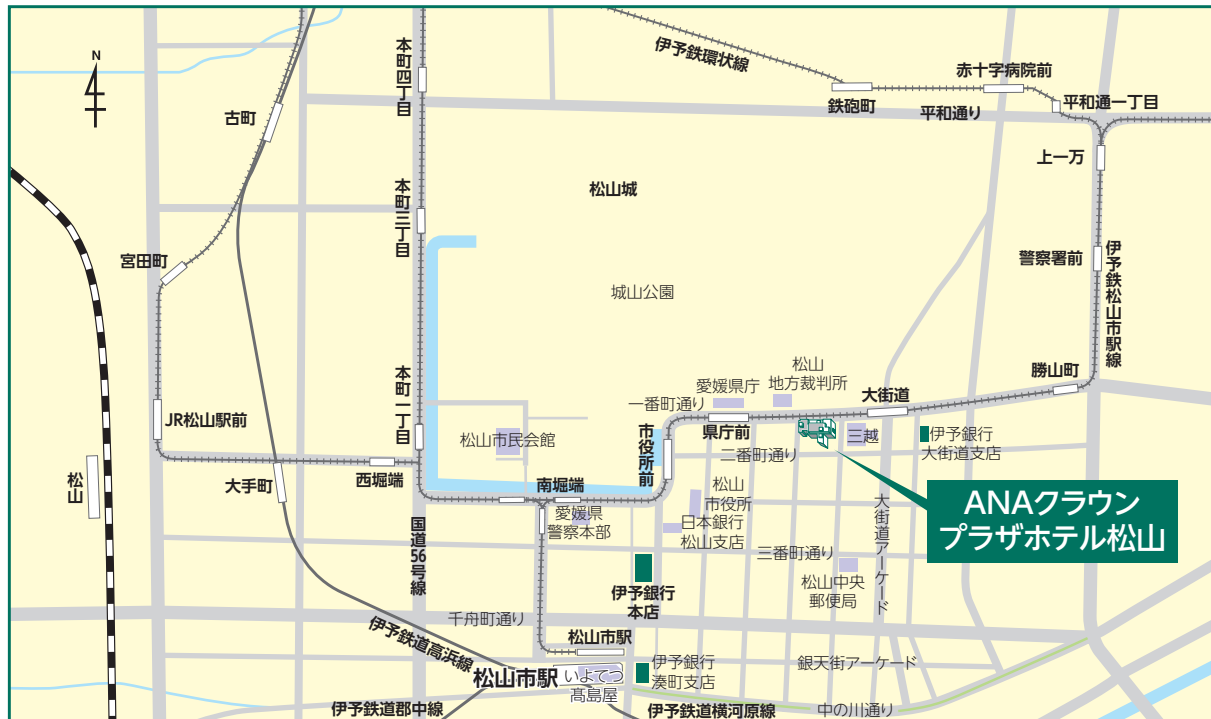 N
伊予鉄環状線
赤十字病院前
鉄砲町
平和通り
平和通一丁目
本町四丁目
古町
上一万
松山城
本町三丁目
宮田町
警察署前
伊予鉄松山市駅線
城山公園
松山
地方裁判所
愛媛県庁
勝山町
大街道
一番町通り
本町一丁目
JR松山駅前
県庁前
三越
伊予銀行
大街道支店
松山市民会館
市役所前
二番町通り
松山
大手町
西堀端
南堀端
松山
市役所
大街道アーケード
ANAクラウン
プラザホテル松山
愛媛県
警察本部
日本銀行
松山支店
国道56号線
三番町通り
伊予銀行
本店
松山中央
郵便局
千舟町通り
伊予鉄道高浜線
松山市駅
松山市駅
いよてつ
髙島屋
伊予銀行
湊町支店
銀天街アーケード
伊予鉄道郡中線
伊予鉄道横河原線
中の川通り